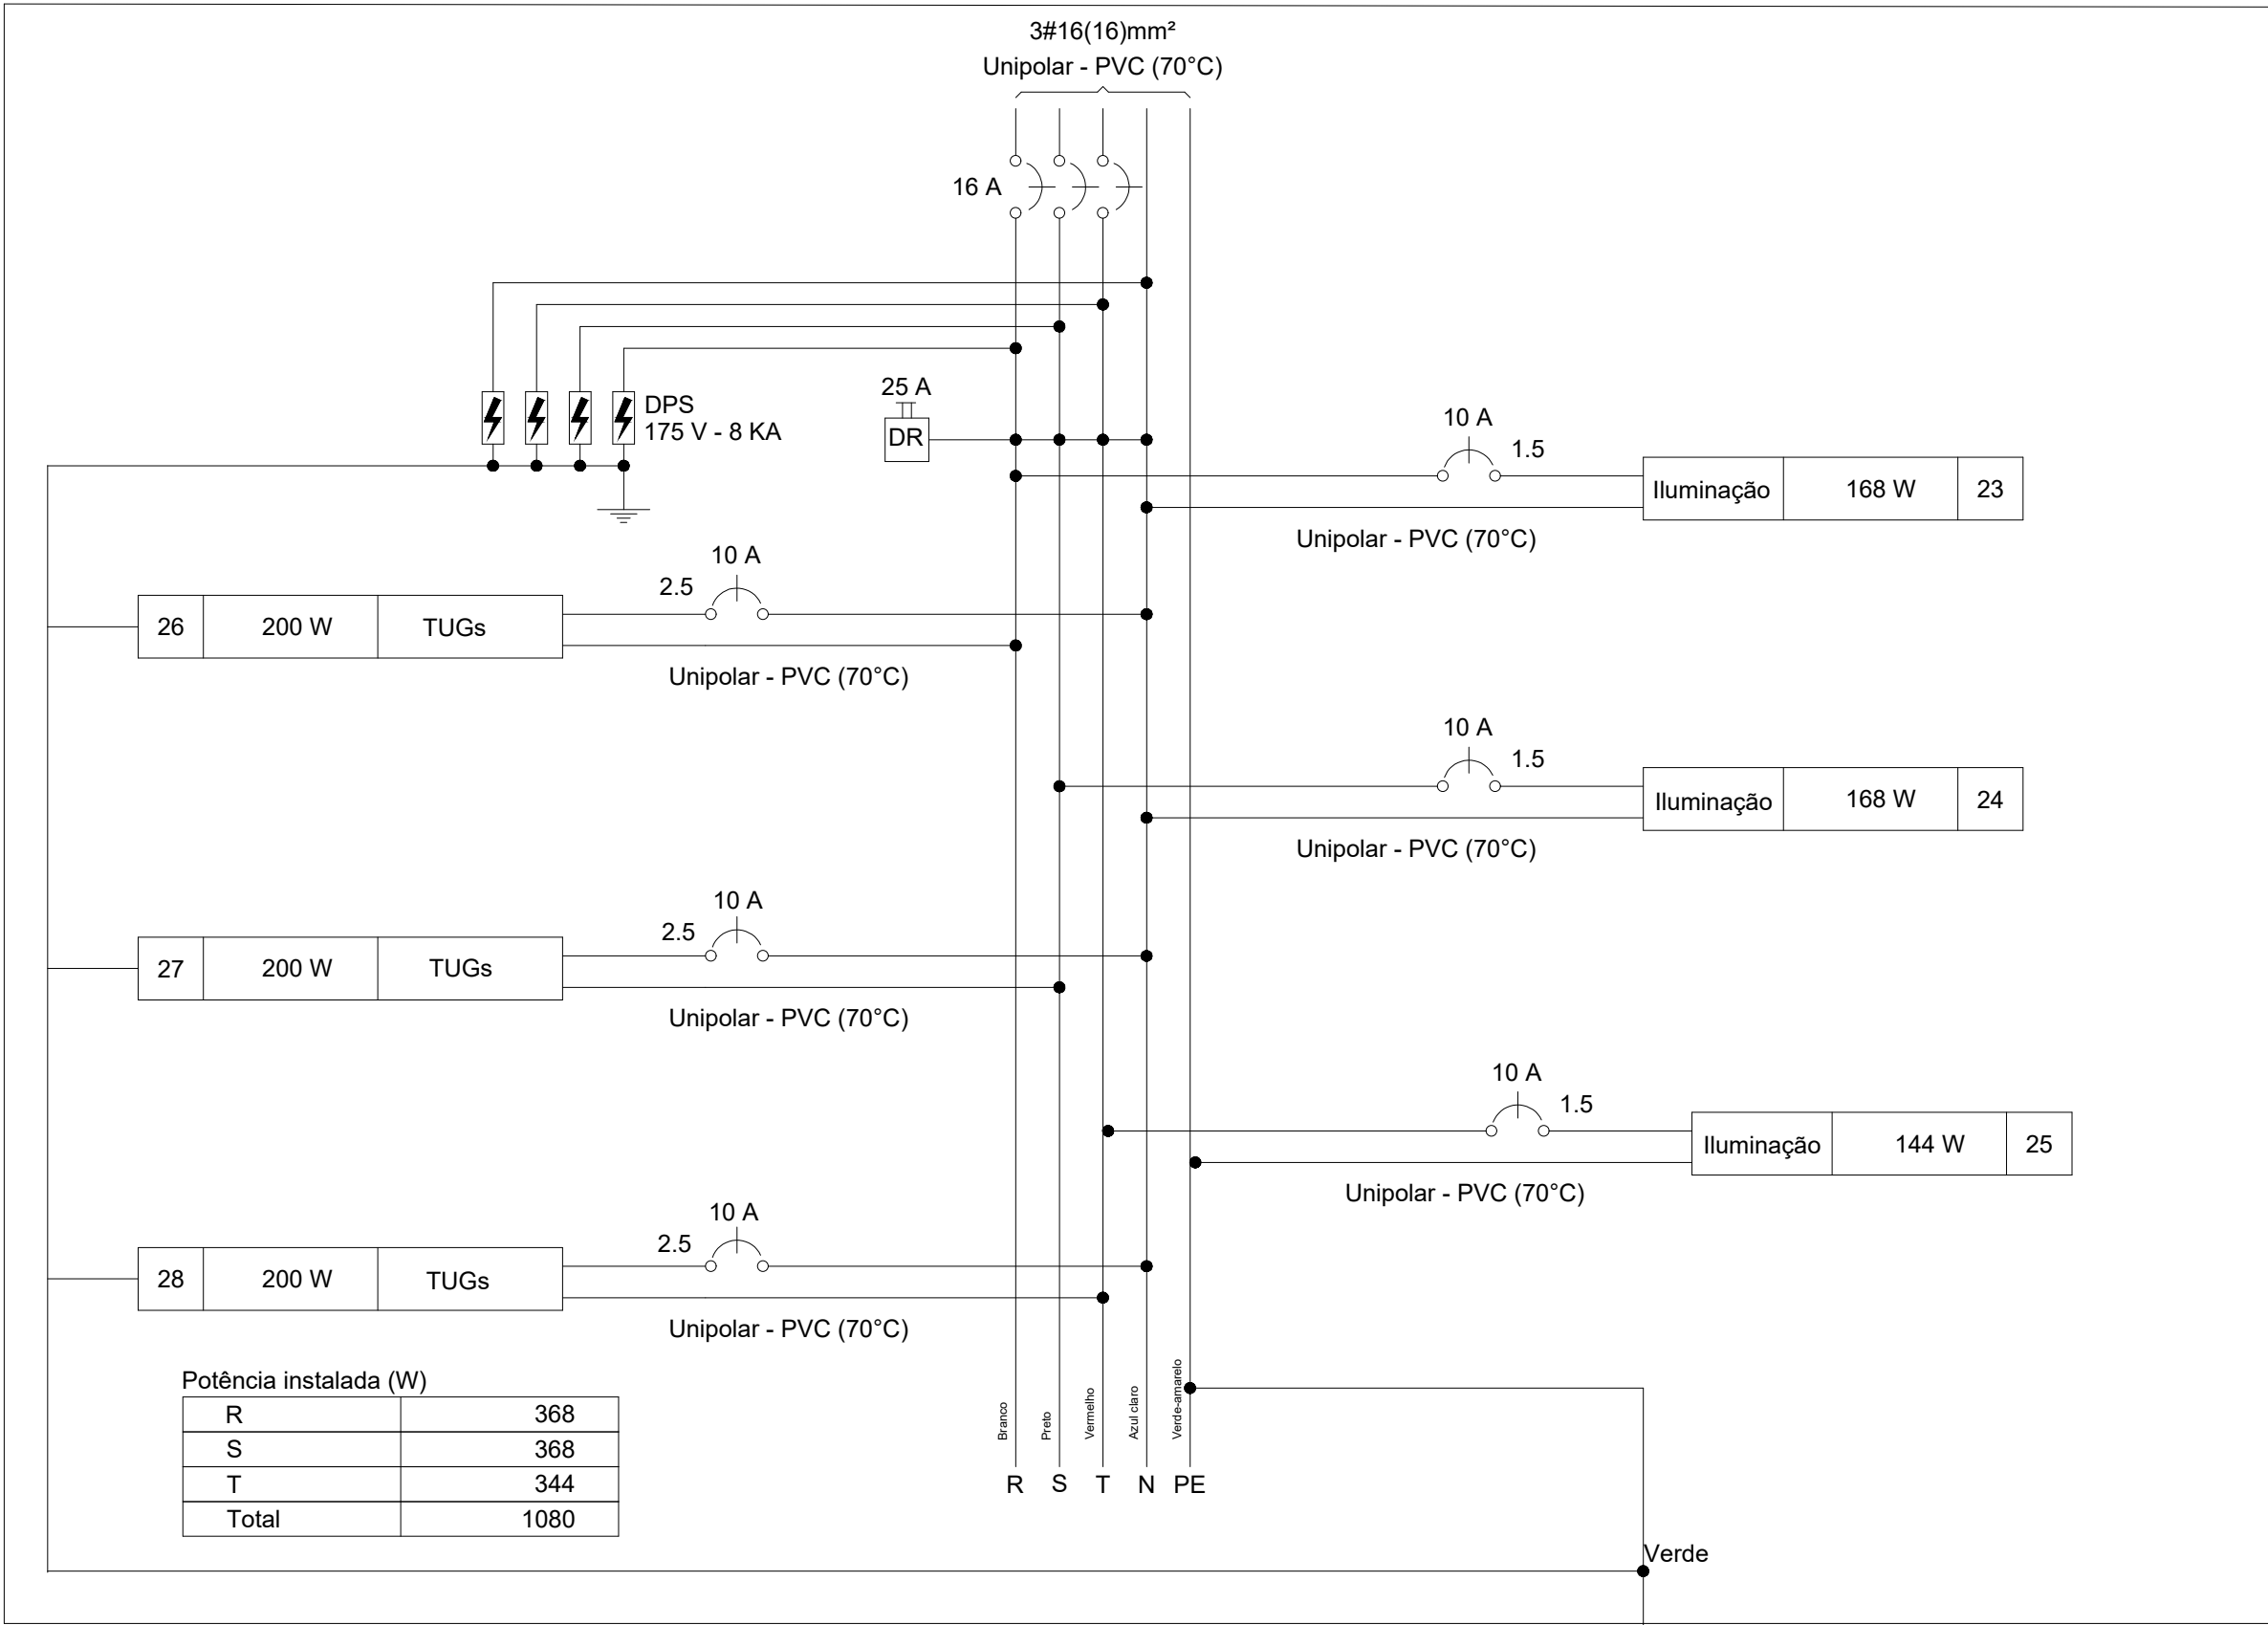 3#16(16)mm²
Unipolar - PVC (70°C)
16 A
DPS
175 V - 8 KA
25 A
DR
10 A
1.5
Iluminação 168 W 23
Unipolar - PVC (70°C)
10 A
2.5
26 200 W TUGs
Unipolar - PVC (70°C)
10 A
1.5
Iluminação 168 W 24
Unipolar - PVC (70°C)
10 A
2.5
27 200 W TUGs
Unipolar - PVC (70°C)
10 A
1.5
Iluminação 144 W 25
Unipolar - PVC (70°C)
10 A
2.5
28 200 W TUGs
Unipolar - PVC (70°C)
Potência instalada (W)
R 368
S 368
T 344
Total 1080
Branco
Preto
Vermelho
Azul claro
Verde-amarelo
R S T N PE
Verde